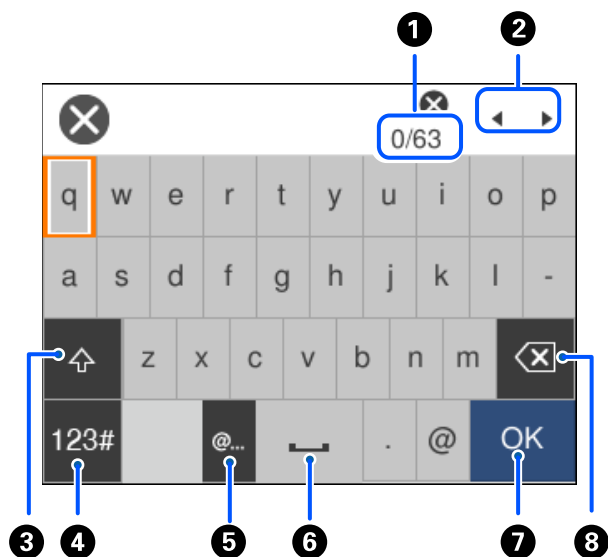 1 2
0/63
q w e r t y u i o p
a s d f g h j k l -
z x c v b n m
123# @... . @ OK
3 4 5 6 7 8